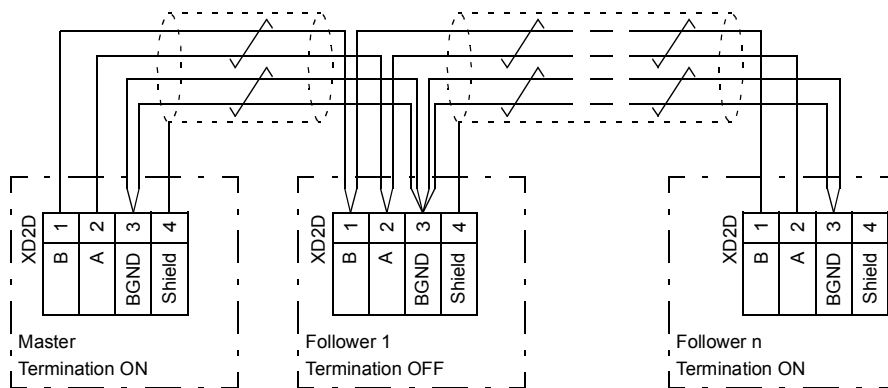 XD2D
1
2
3
4
B
A
BGND
Shield
Master
Termination ON
XD2D
1
2
3
4
B
A
BGND
Shield
Follower 1
Termination OFF
XD2D
1
2
3
4
B
A
BGND
Shield
Follower n
Termination ON